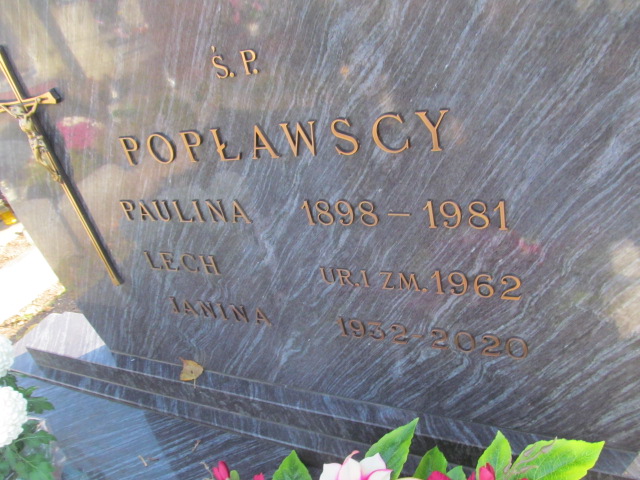 Ś.P.
POPŁAWSCY
PAULINA 1898 – 1981
LECH UR. I ZM. 1962
JANINA 1932-2020